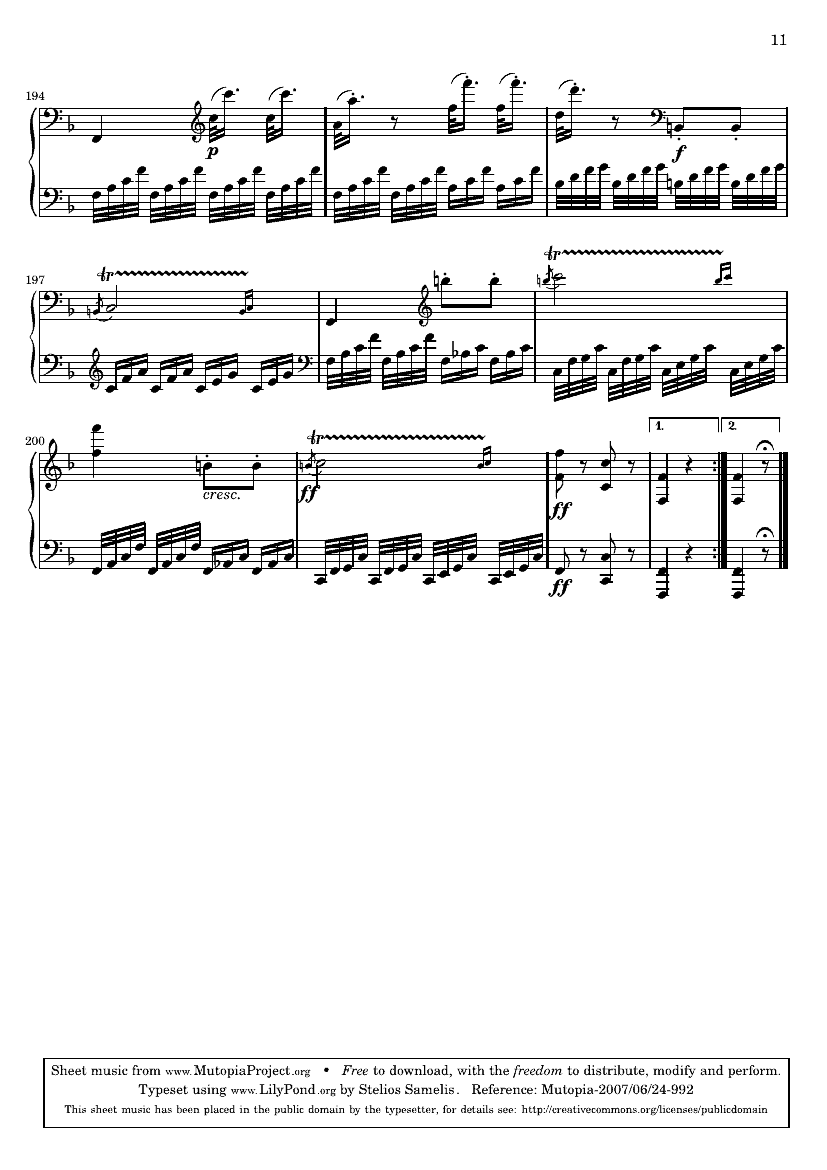 11
194
p
f
197
tr
tr
200
cresc.
tr
ff
ff
ff
1.
2.
Sheet music from www.MutopiaProject.org • Free to download, with the freedom to distribute, modify and perform.
Typeset using www.LilyPond.org by Stelios Samelis. Reference: Mutopia-2007/06/24-992
This sheet music has been placed in the public domain by the typesetter, for details see: http://creativecommons.org/licenses/publicdomain